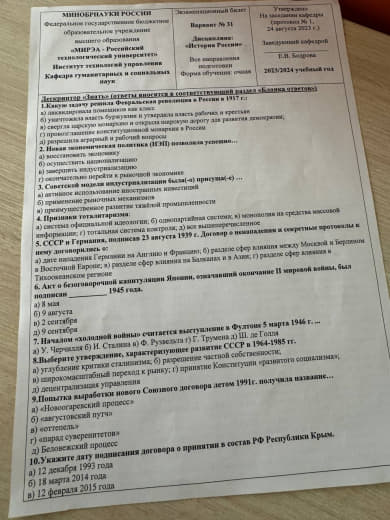 МИНОБРНАУКИ РОССИИ
Федеральное государственное бюджетное
образовательное учреждение
высшего образования
«МИРЭА - Российский
технологический университет»
Институт технологий управления
Кафедра гуманитарных и социальных
наук
Экзаменационный билет
Вариант № 31
Дисциплина:
«История России»
Все направления
подготовки
Форма обучения: очная
Утверждено
На заседании кафедры
(протокол № 1,
24 августа 2023 г.)
Заведующий кафедрой
Е.В. Бодрова
2023/2024 учебный год
Дескриптор «Знать» (ответы вносятся в соответствующий раздел «Бланка ответов»)
1.Какую задачу решила Февральская революция в России в 1917 г.:
а) ликвидировала помещиков как класс
б) уничтожила власть буржуазии и утвердила власть рабочих и крестьян
в) свергла царскую монархию и открыла широкую дорогу для развития демократии;
г) провозглашение конституционной монархии в России
д) разрешила аграрный и рабочего вопросы
2. Новая экономическая политика (НЭП) позволила успешно…
а) восстановить экономику
б) осуществить национализацию
в) завершить индустриализацию
г) окончательно перейти к рыночной экономике
3. Советской модели индустриализации была(-о) присуща(-е) …
а) активное использование иностранных инвестиций
б) применение рыночных механизмов
в) преимущественное развитие тяжёлой промышленности
4. Признаки тоталитаризма:
а) система официальной идеологии; б) однопартийная система; в) монополия на средства массовой
информации; г) тотальная система контроля; д) все вышеперечисленное
5. СССР и Германия, подписав 23 августа 1939 г. Договор о ненападении и секретные протоколы к
нему договорились о:
а) дате нападения Германии на Англию и Францию; б) разделе сфер влияния между Москвой и Берлином
в Восточной Европе; в) разделе сфер влияния на Балканах и в Азии; г) разделе сфер влияния в
Тихоокеанском регионе
6. Акт о безоговорочной капитуляции Японии, означавший окончание II мировой войны, был
подписан ____________ 1945 года.
а) 8 мая
б) 9 августа
в) 2 сентября
д) 9 сентября
7. Началом «холодной войны» считается выступление в Фултоне 5 марта 1946 г. ...
а) У. Черчилля б) И. Сталина в) Ф. Рузвельта г) Г. Трумена д) Ш. де Голля
8.Выберите утверждение, характеризующее развитие СССР в 1964-1985 гг.
а) углубление критики сталинизма; б) разрешение частной собственности;
в) широкомасштабный переход к рынку; г) принятие Конституции "развитого социализма";
д) децентрализация управления
9.Попытка выработки нового Союзного договора летом 1991г. получила название…
а) «Новоогаревский процесс»
б) «августовский путч»
в) «оттепель»
г) «парад суверенитетов»
д) Беловежский процесс
10.Укажите дату подписания договора о принятии в состав РФ Республики Крым.
а) 12 декабря 1993 года
б) 18 марта 2014 года
в) 12 февраля 2015 года